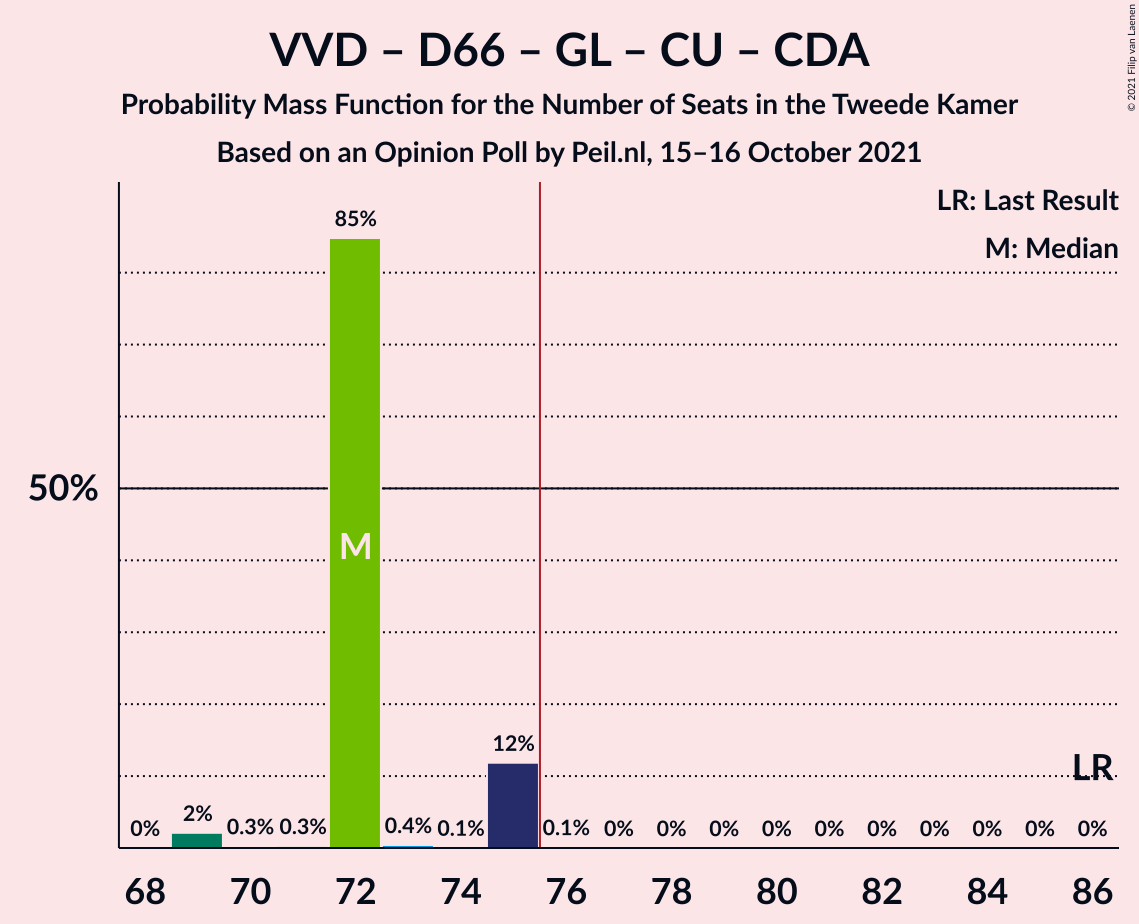 VVD – D66 – GL – CU – CDA
Probability Mass Function for the Number of Seats in the Tweede Kamer
Based on an Opinion Poll by Peil.nl, 15–16 October 2021
© 2021 Filip van Laenen
LR: Last Result
M: Median
85%
50%
M
12%
LR
0% 2% 0.3% 0.3% 0.4% 0.1% 0.1% 0% 0% 0% 0% 0% 0% 0% 0% 0% 0%
68 70 72 74 76 78 80 82 84 86